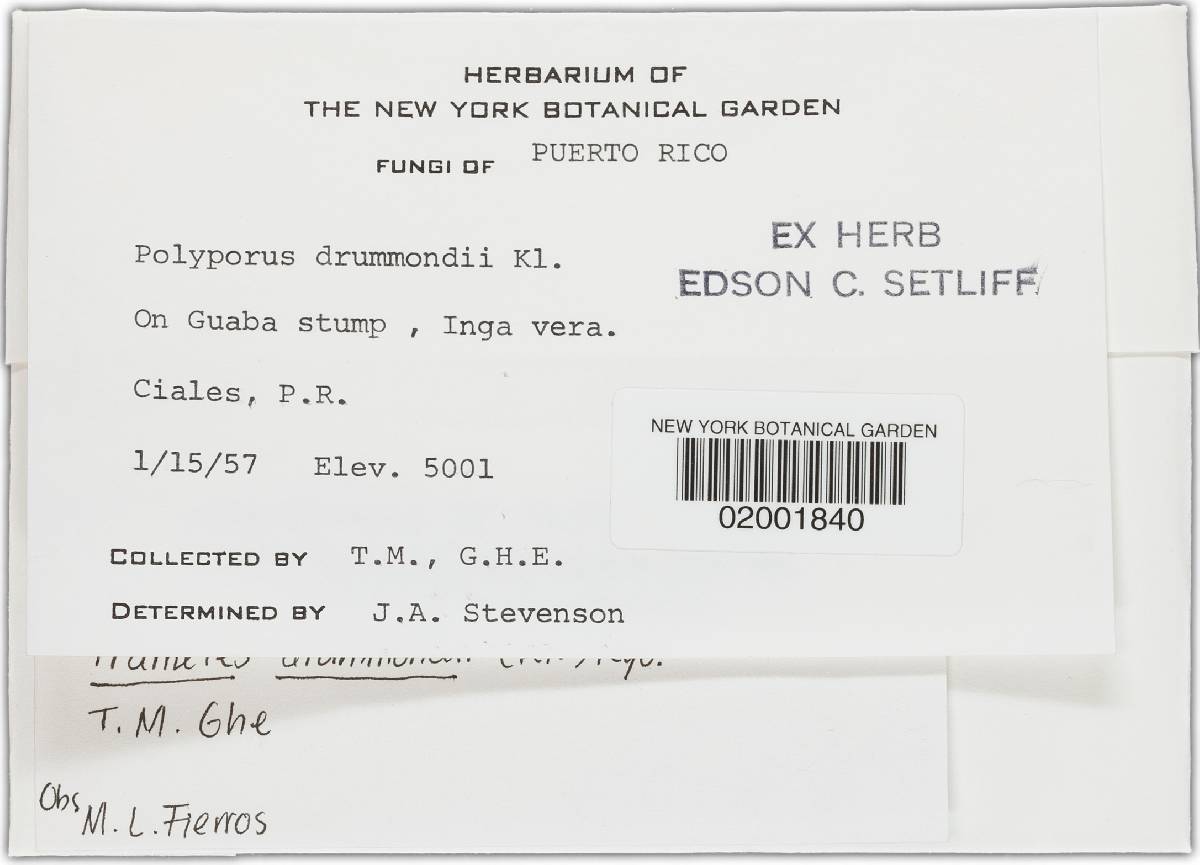 HERBARIUM OF
THE NEW YORK BOTANICAL GARDEN
FUNGI OF PUERTO RICO
EX HERB
EDSON C. SETLIFF
Polyporus drummondii Kl.
On Guaba stump , Inga vera.
Ciales, P.R.
1/15/57 Elev. 5001
NEW YORK BOTANICAL GARDEN
02001840
COLLECTED BY T.M., G.H.E.
DETERMINED BY J.A. Stevenson
T. M. Ghe
Obs M. L. Fierros